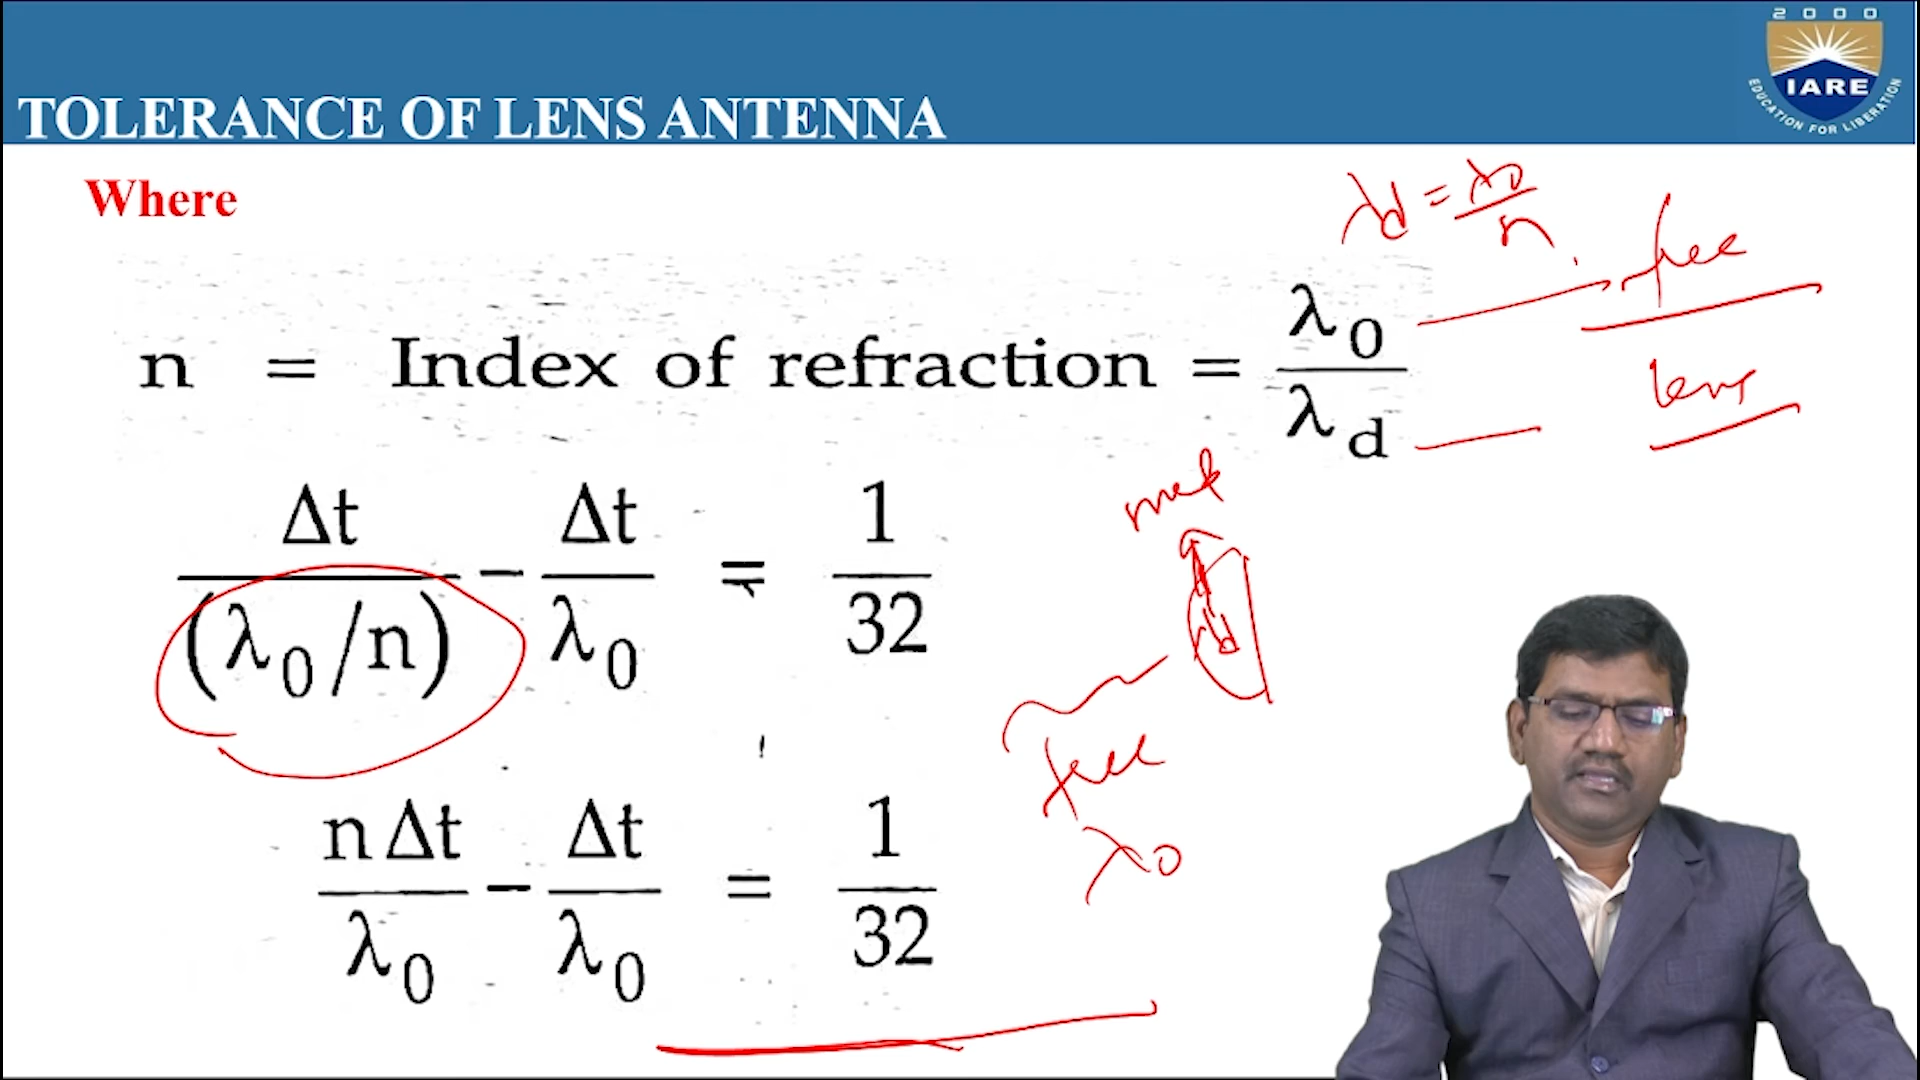 2000
IARE
EDUCATION FOR LIBERATION
TOLERANCE OF LENS ANTENNA
Where
λd = λ0/n
free
n = Index of refraction = λ0/λd
lens
Δt/(λ0/n) − Δt/λ0 = 1/32
free
λ0
nΔt/λ0 − Δt/λ0 = 1/32